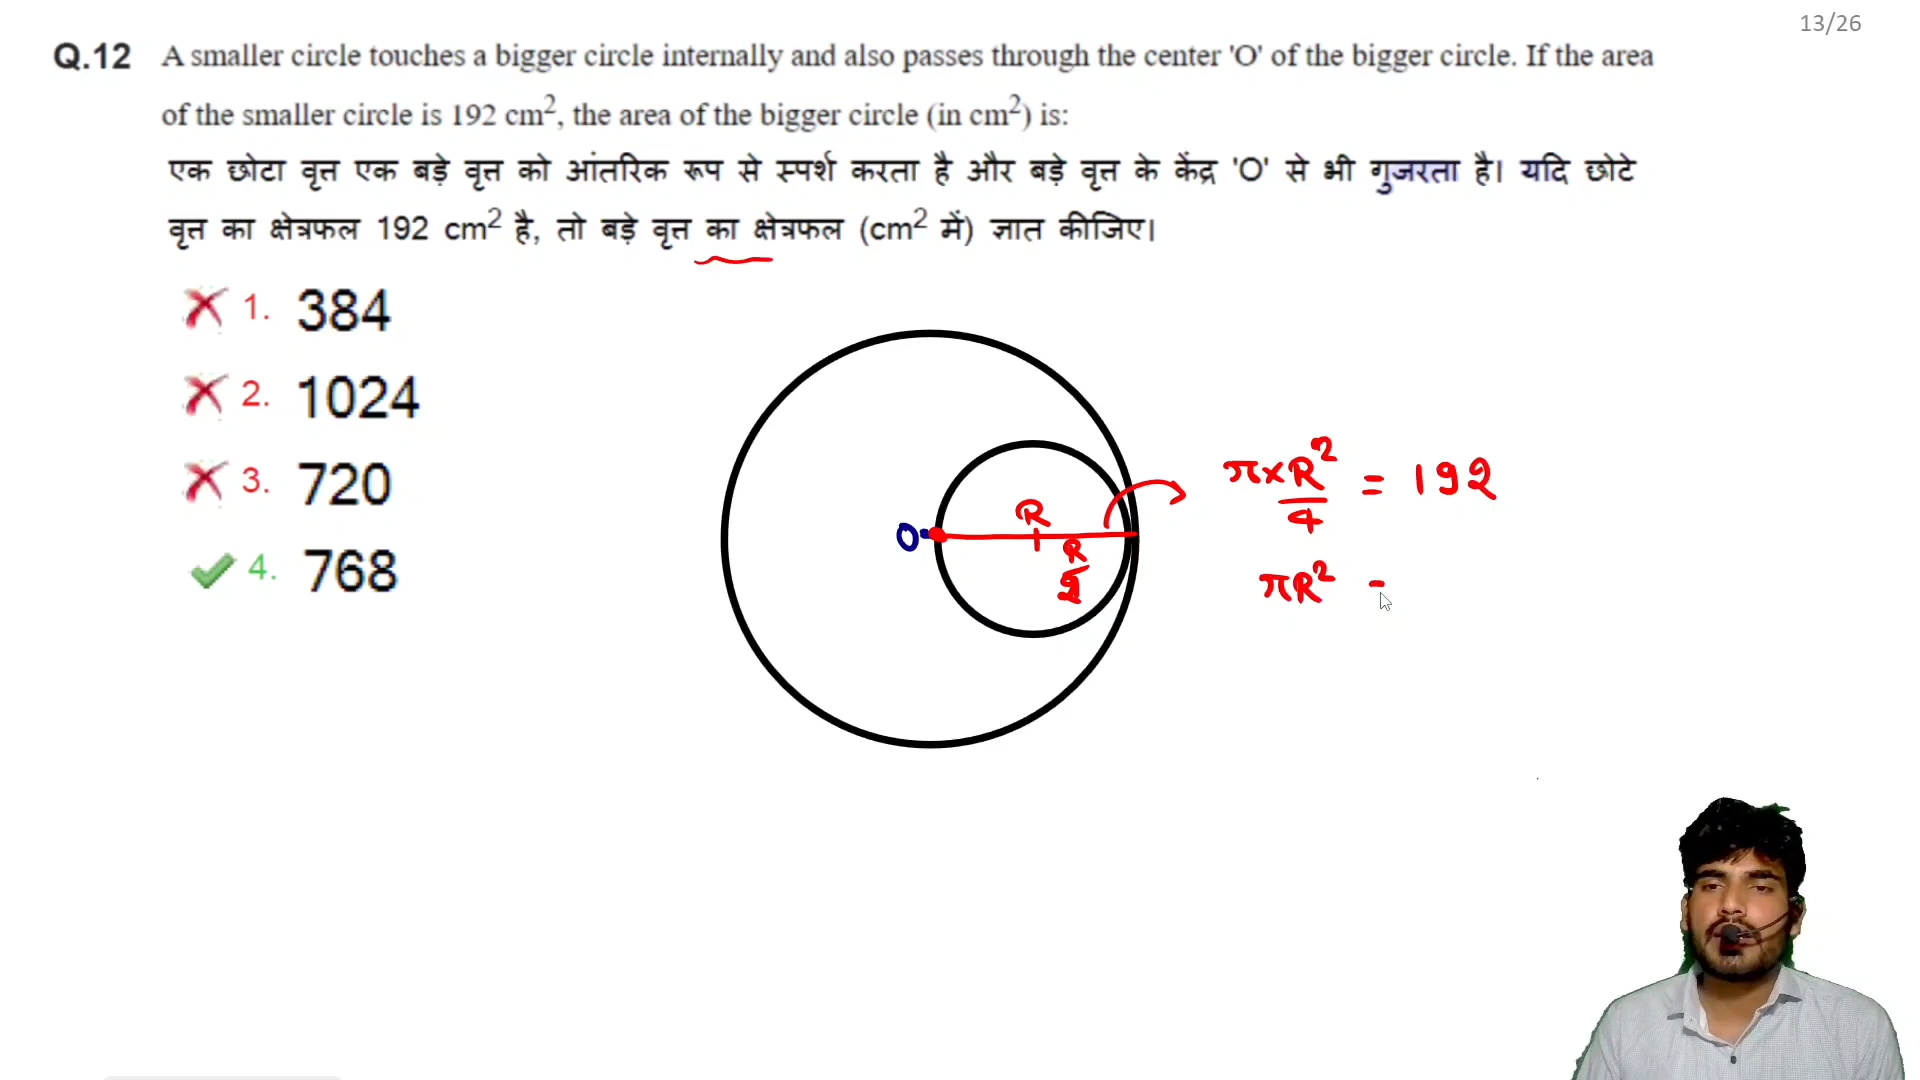 13/26
Q.12 A smaller circle touches a bigger circle internally and also passes through the center 'O' of the bigger circle. If the area
of the smaller circle is 192 cm², the area of the bigger circle (in cm²) is:
एक छोटा वृत्त एक बड़े वृत्त को आंतरिक रूप से स्पर्श करता है और बड़े वृत्त के केंद्र 'O' से भी गुजरता है। यदि छोटे
वृत्त का क्षेत्रफल 192 cm² है, तो बड़े वृत्त का क्षेत्रफल (cm² में) ज्ञात कीजिए।
1. 384
2. 1024
3. 720
4. 768
O
R
R/2
π×R²/4 = 192
πR² =